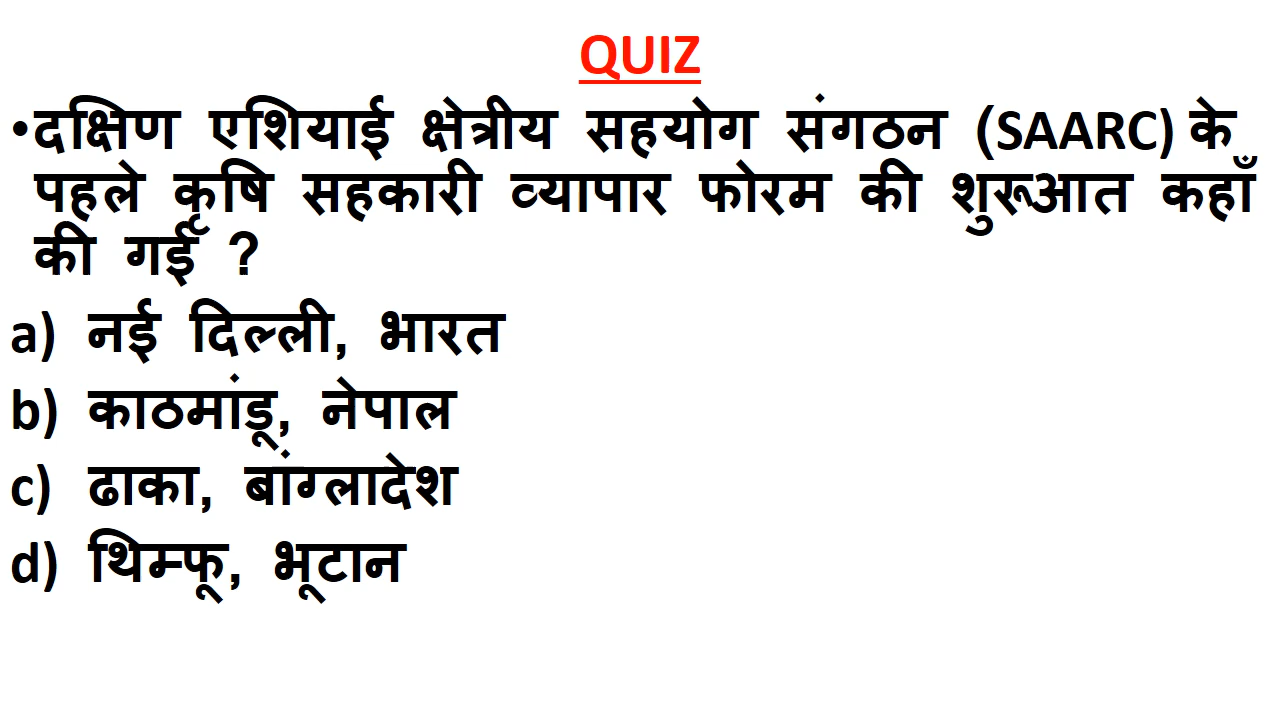 QUIZ
•दक्षिण एशियाई क्षेत्रीय सहयोग संगठन (SAARC) के
पहले कृषि सहकारी व्यापार फोरम की शुरूआत कहाँ
की गई ?
a) नई दिल्ली, भारत
b) काठमांडू, नेपाल
c) ढाका, बांग्लादेश
d) थिम्फू, भूटान